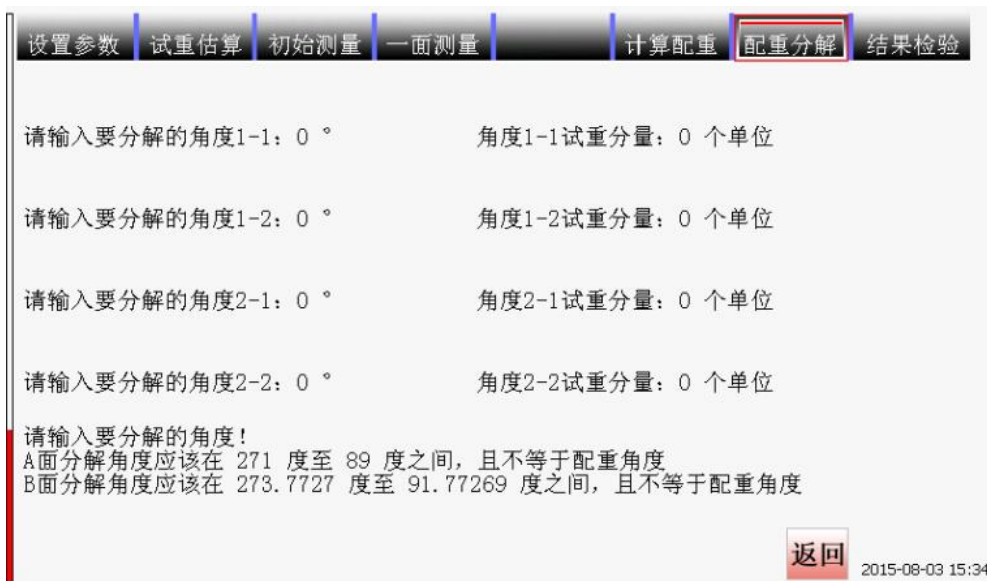 设置参数 试重估算 初始测量 一面测量 计算配重 配重分解 结果检验
请输入要分解的角度1-1：0 ° 角度1-1试重分量：0 个单位
请输入要分解的角度1-2：0 ° 角度1-2试重分量：0 个单位
请输入要分解的角度2-1：0 ° 角度2-1试重分量：0 个单位
请输入要分解的角度2-2：0 ° 角度2-2试重分量：0 个单位
请输入要分解的角度！
A面分解角度应该在 271 度至 89 度之间，且不等于配重角度
B面分解角度应该在 273.7727 度至 91.77269 度之间，且不等于配重角度
返回
2015-08-03 15:34